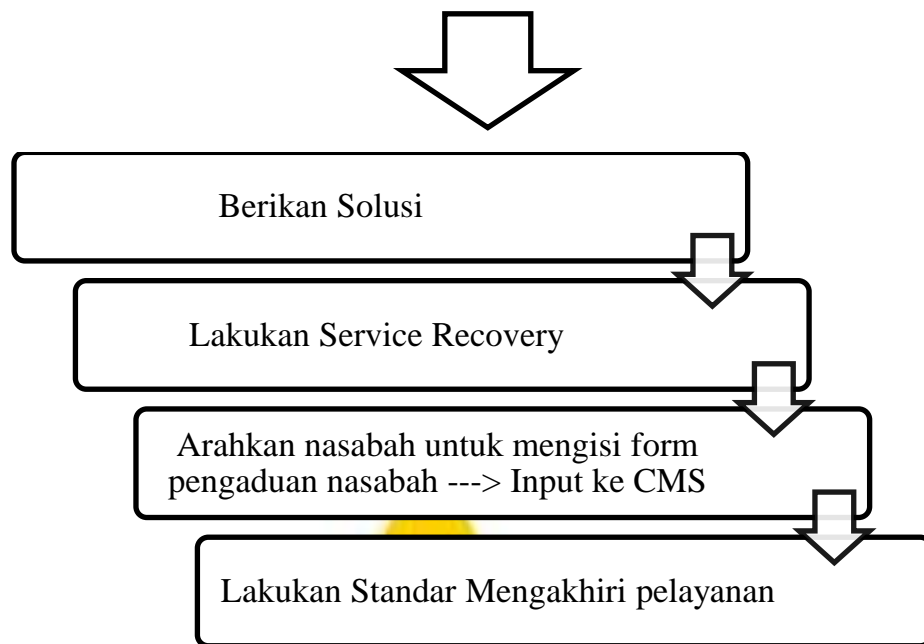 Berikan Solusi
Lakukan Service Recovery
Arahkan nasabah untuk mengisi form
pengaduan nasabah ---> Input ke CMS
Lakukan Standar Mengakhiri pelayanan